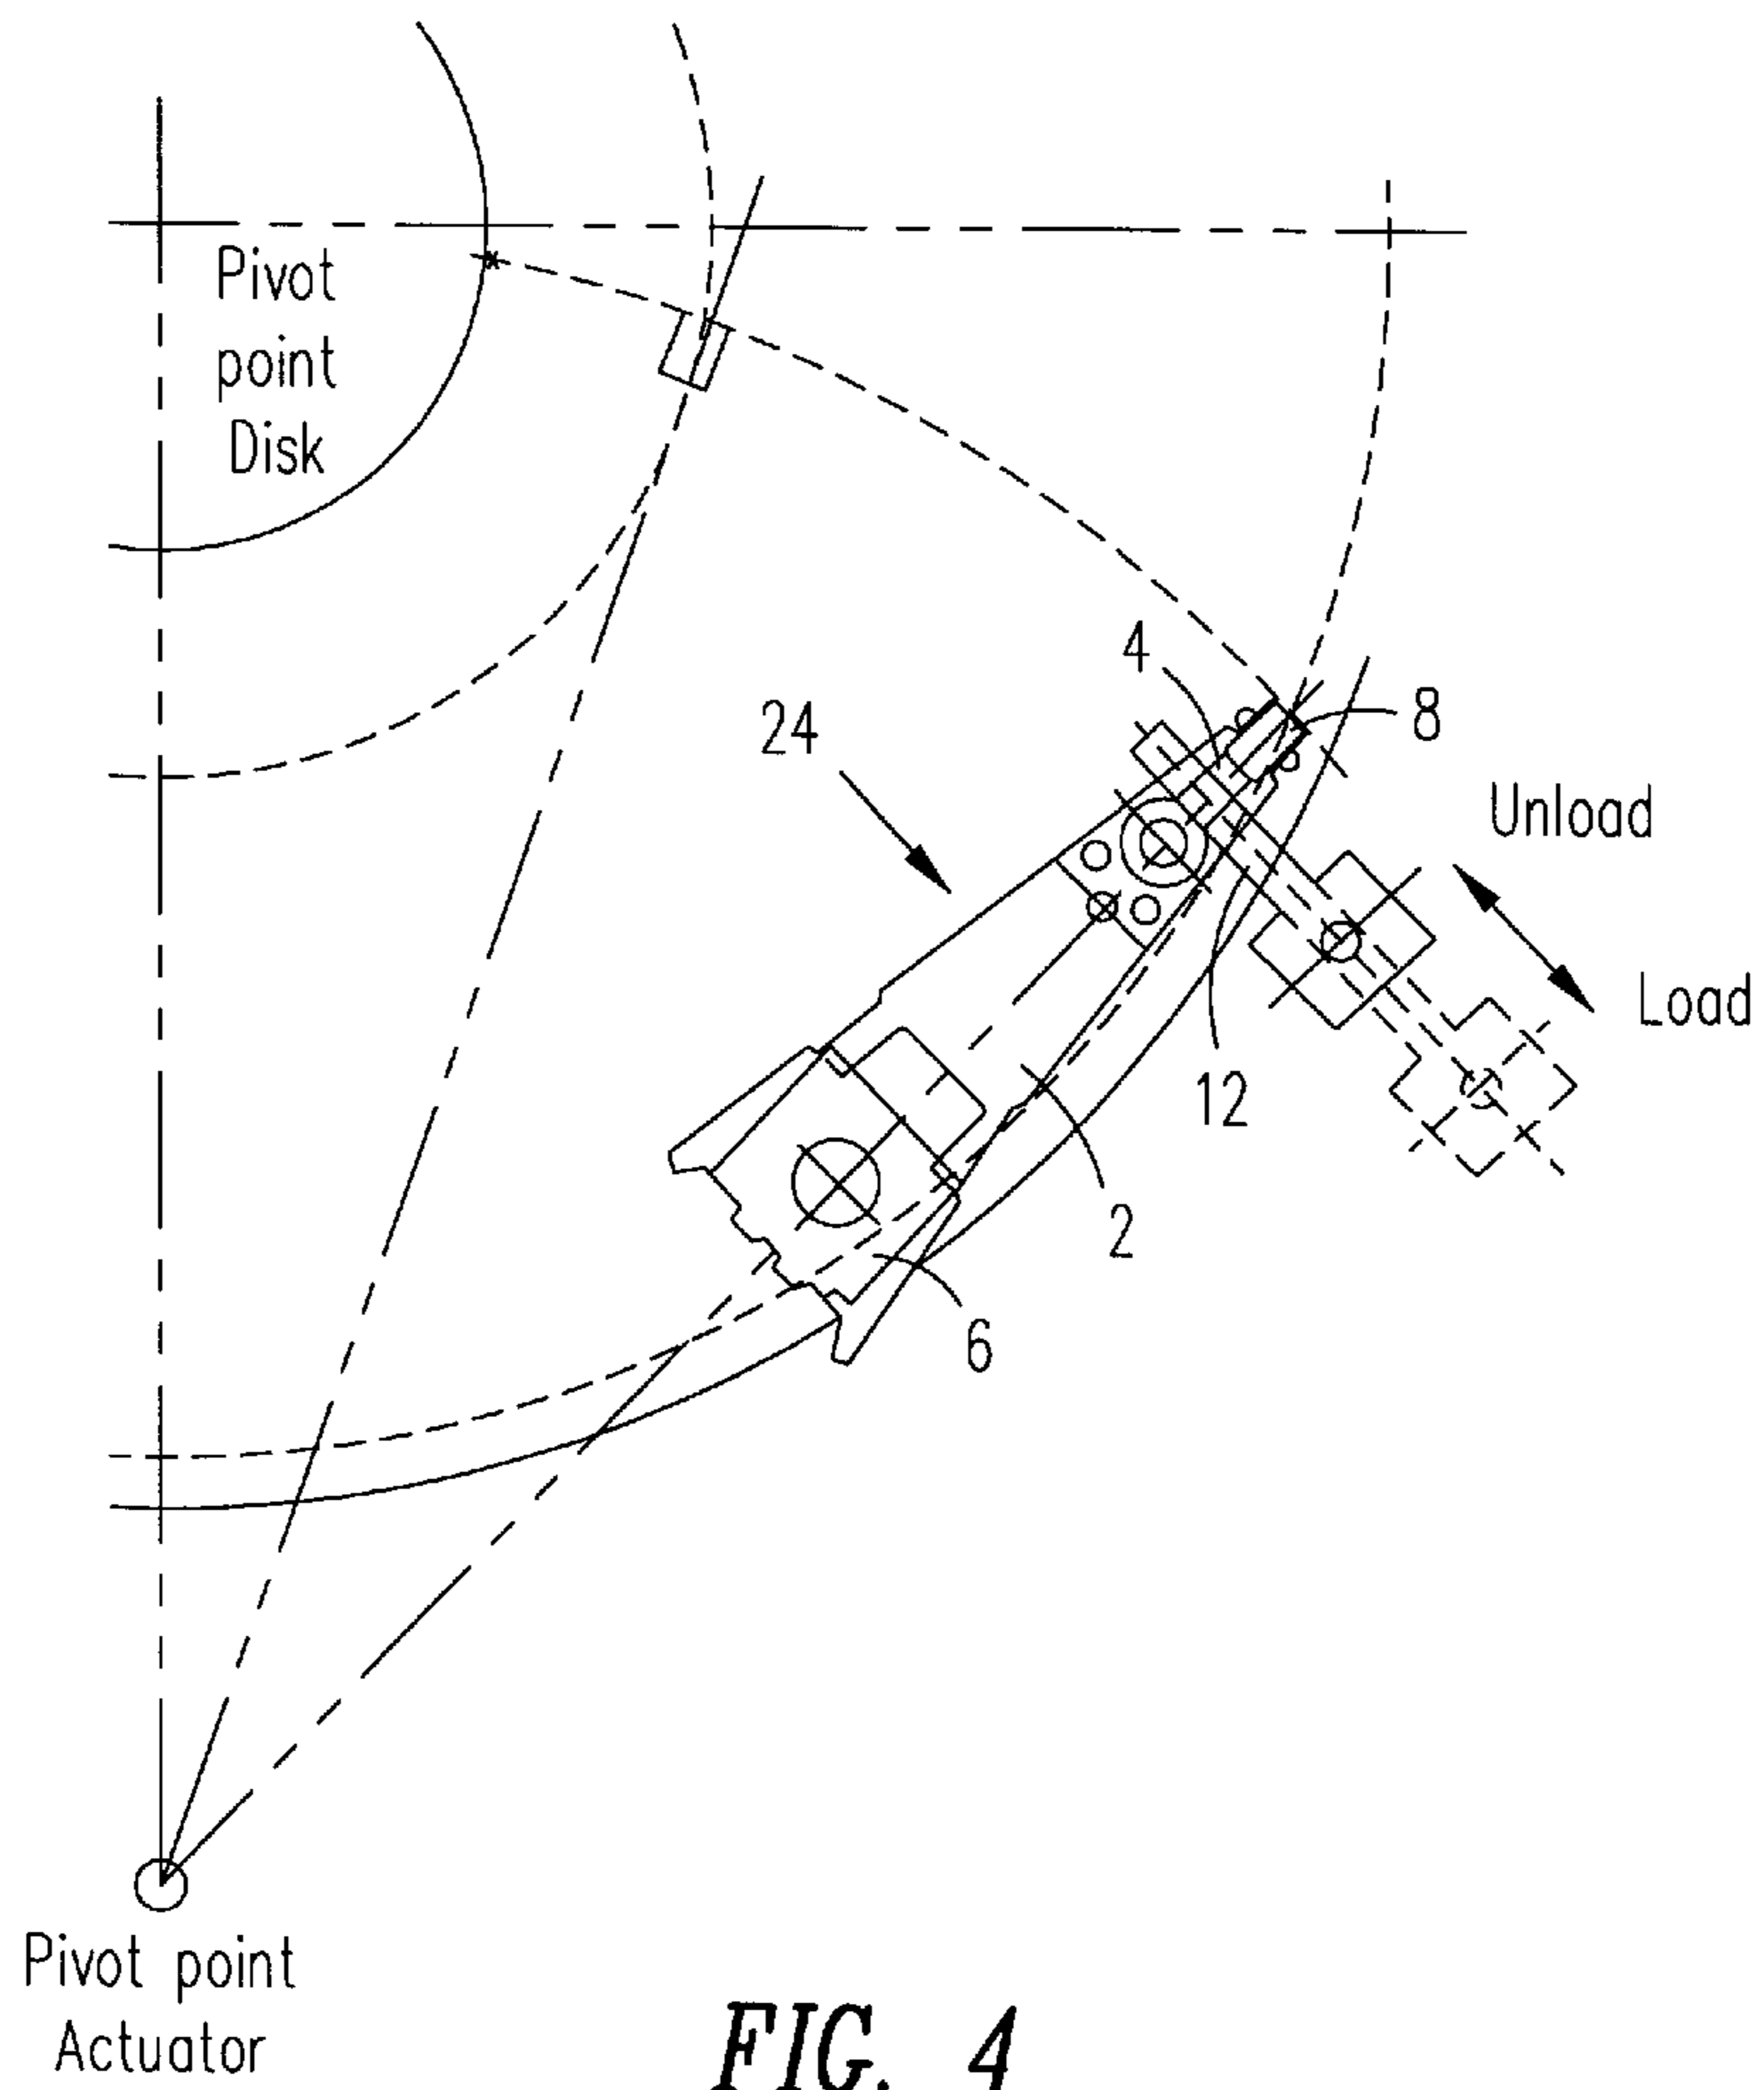 Pivot
point
Disk
4
8
24
Unload
Load
12
2
6
Pivot point
Actuator
FIG. 4